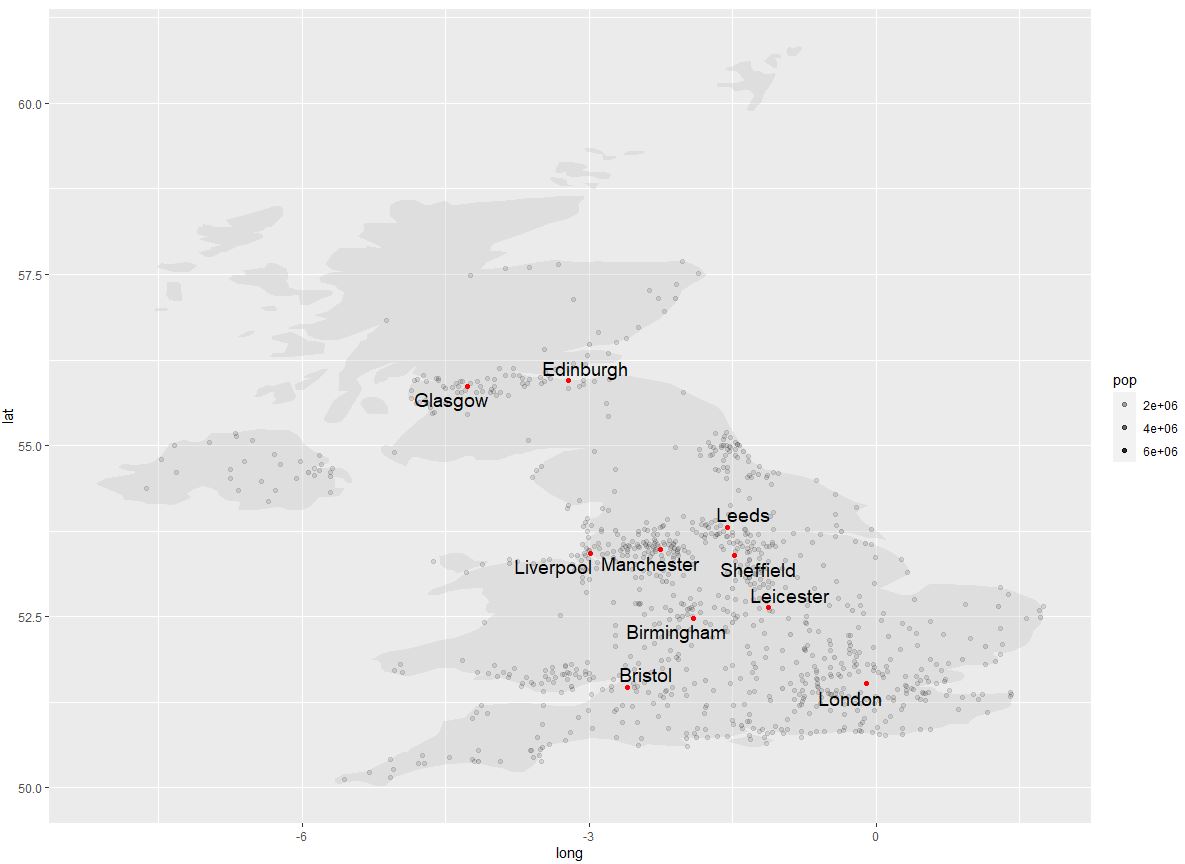 60.0
57.5
55.0
52.5
50.0
lat
Edinburgh
Glasgow
Leeds
Liverpool
Manchester
Sheffield
Leicester
Birmingham
Bristol
London
-6
-3
0
long
pop
2e+06
4e+06
6e+06